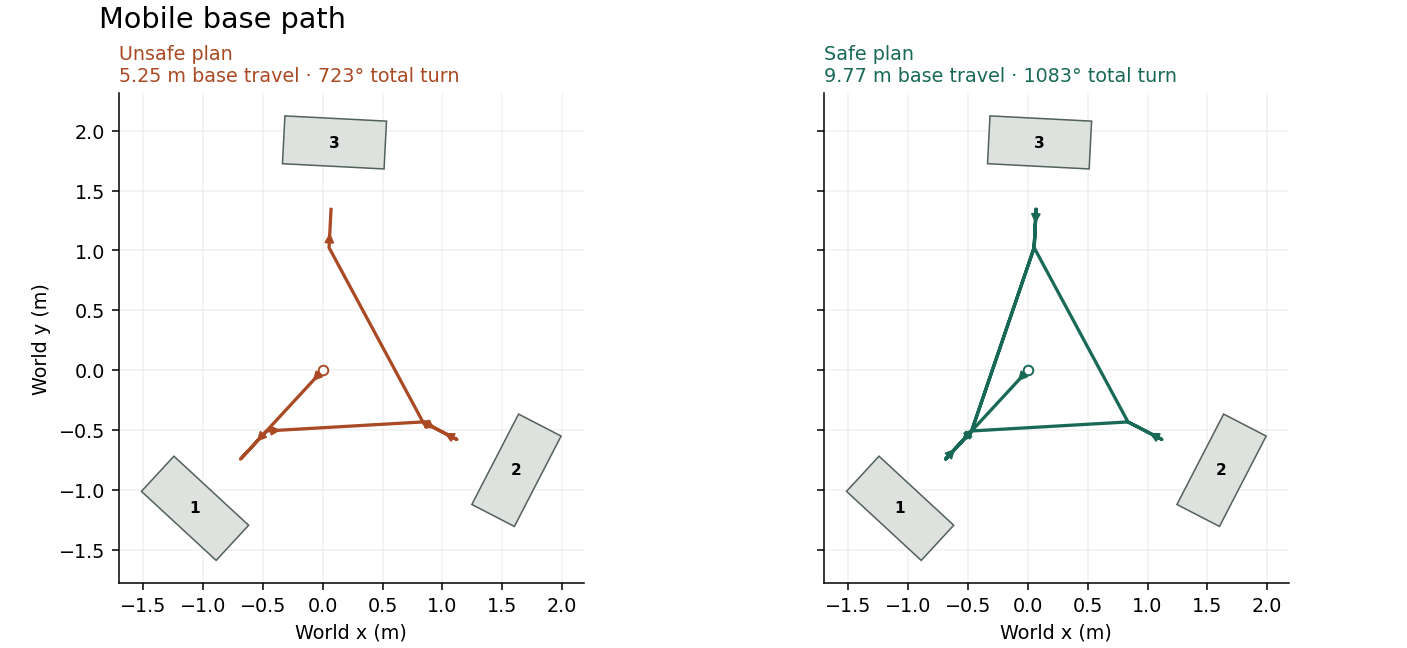 Mobile base path
Unsafe plan
5.25 m base travel · 723° total turn
Safe plan
9.77 m base travel · 1083° total turn
World y (m)
2.0
1.5
1.0
0.5
0.0
−0.5
−1.0
−1.5
3
2
1
−1.5 −1.0 −0.5 0.0 0.5 1.0 1.5 2.0
World x (m)
3
2
1
−1.5 −1.0 −0.5 0.0 0.5 1.0 1.5 2.0
World x (m)